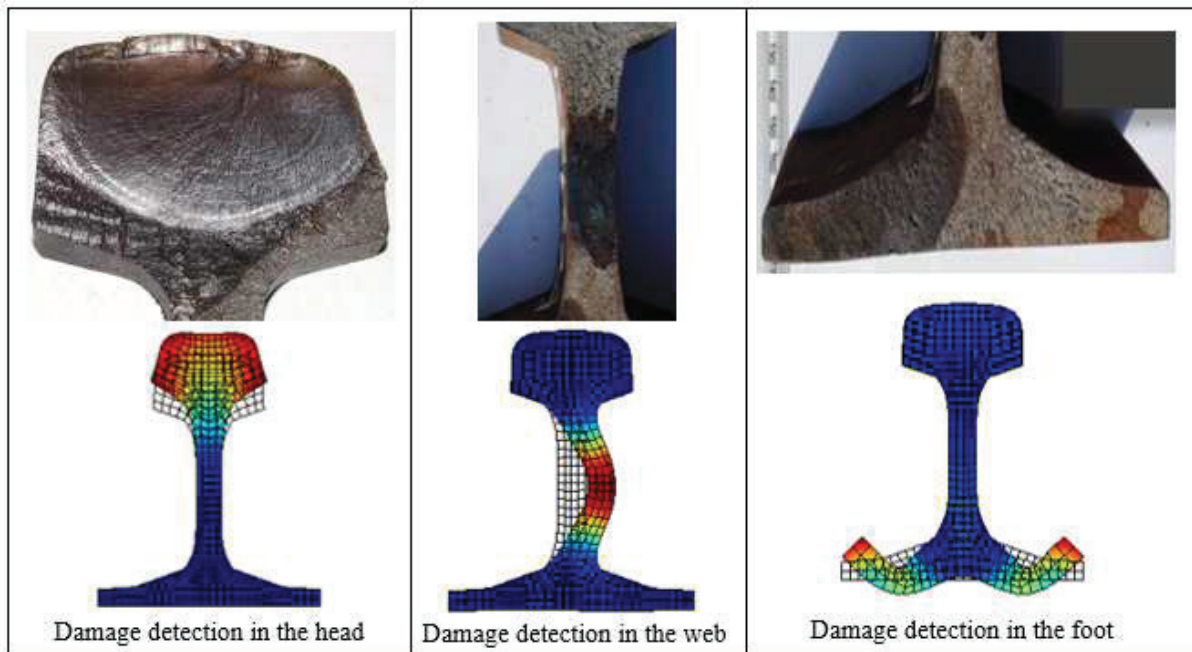 Damage detection in the head
Damage detection in the web
Damage detection in the foot